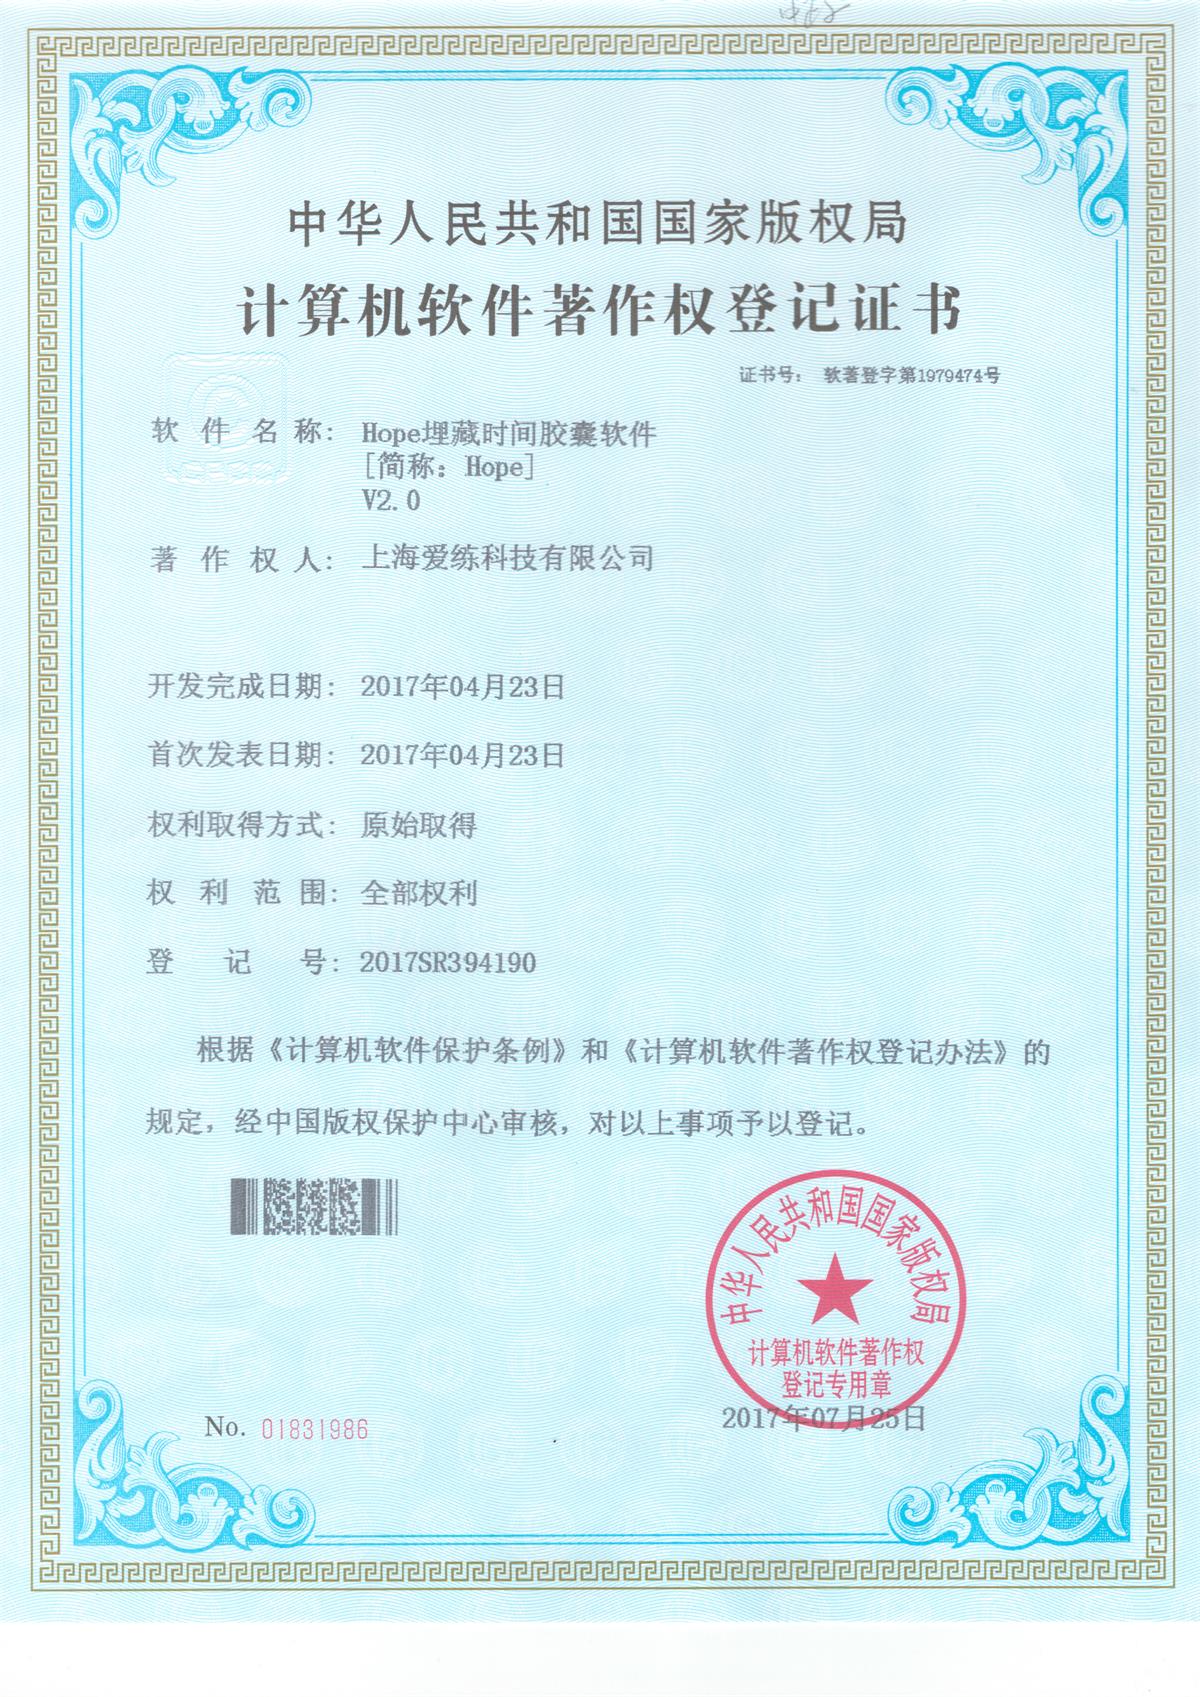 中华人民共和国国家版权局
计算机软件著作权登记证书
证书号： 软著登字第1979474号
软件名称： Hope埋藏时间胶囊软件
[简称：Hope]
V2.0
著作权人： 上海爱练科技有限公司
开发完成日期： 2017年04月23日
首次发表日期： 2017年04月23日
权利取得方式： 原始取得
权利范围： 全部权利
登记号： 2017SR394190
根据《计算机软件保护条例》和《计算机软件著作权登记办法》的
规定，经中国版权保护中心审核，对以上事项予以登记。
中华人民共和国国家版权局
计算机软件著作权
登记专用章
2017年07月25日
No. 01831986